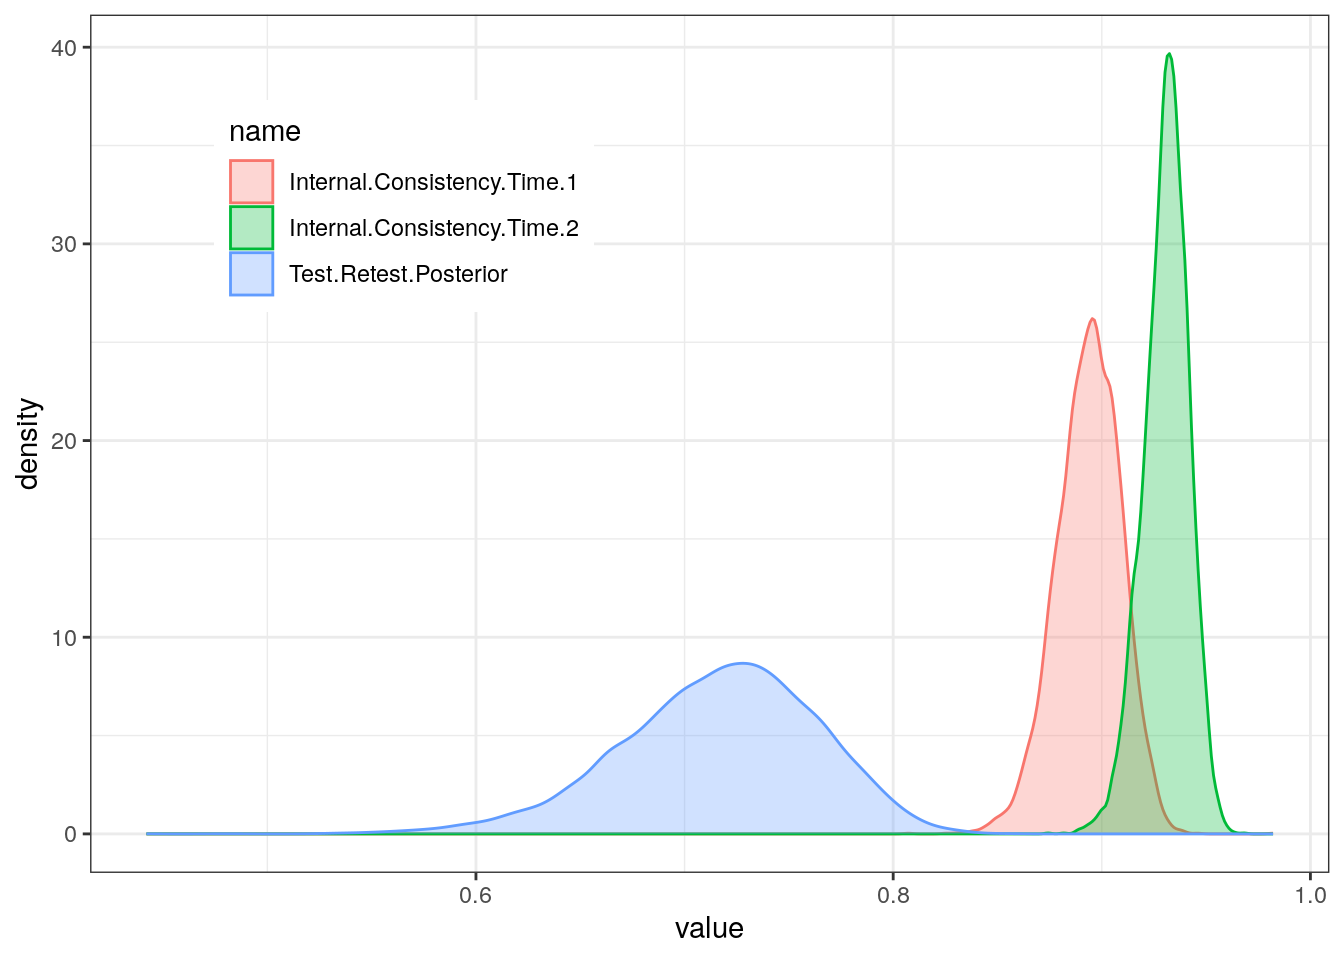 40
30
20
10
0
density
name
Internal.Consistency.Time.1
Internal.Consistency.Time.2
Test.Retest.Posterior
0.6 0.8 1.0
value